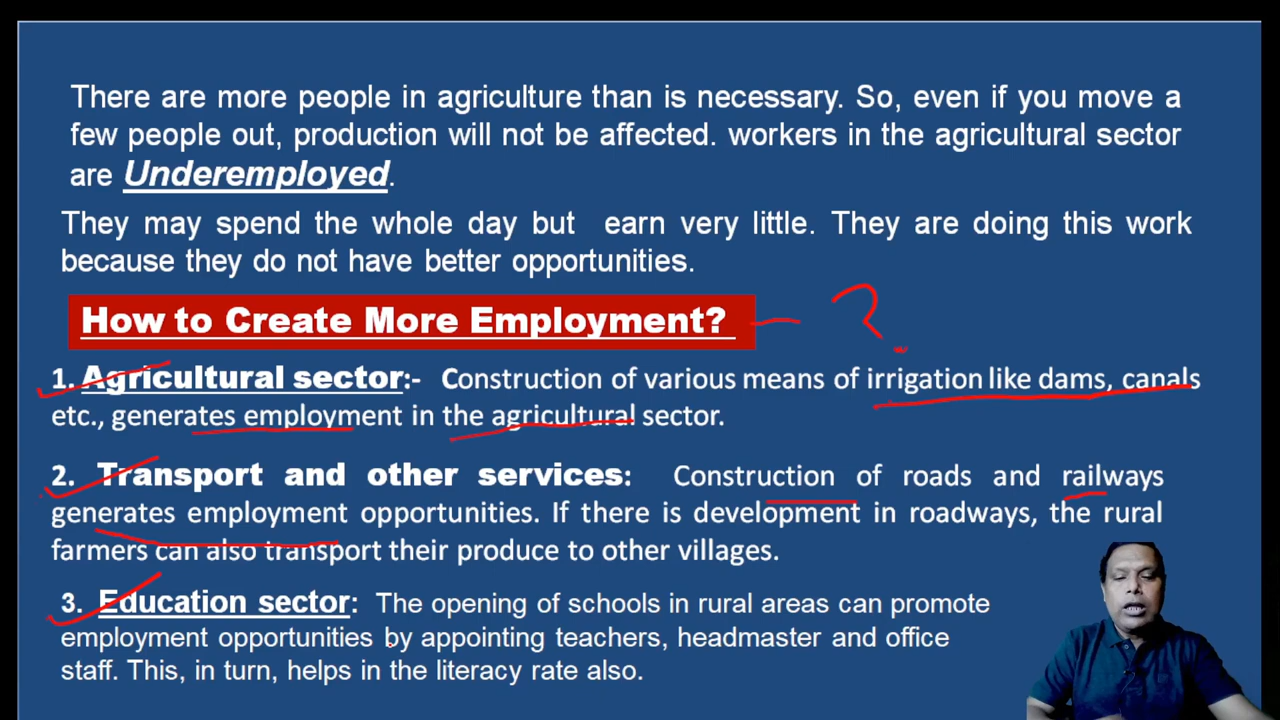 There are more people in agriculture than is necessary. So, even if you move a
few people out, production will not be affected. workers in the agricultural sector
are Underemployed.
They may spend the whole day but earn very little. They are doing this work
because they do not have better opportunities.
How to Create More Employment? ?
1. Agricultural sector:- Construction of various means of irrigation like dams, canals
etc., generates employment in the agricultural sector.
2. Transport and other services: Construction of roads and railways
generates employment opportunities. If there is development in roadways, the rural
farmers can also transport their produce to other villages.
3. Education sector: The opening of schools in rural areas can promote
employment opportunities by appointing teachers, headmaster and office
staff. This, in turn, helps in the literacy rate also.